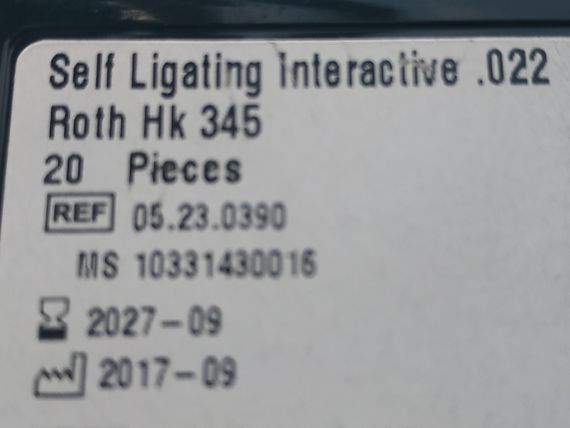 Self Ligating Interactive .022
Roth Hk 345
20 Pieces
REF 05.23.0390
MS 10331430016
2027-09
2017-09